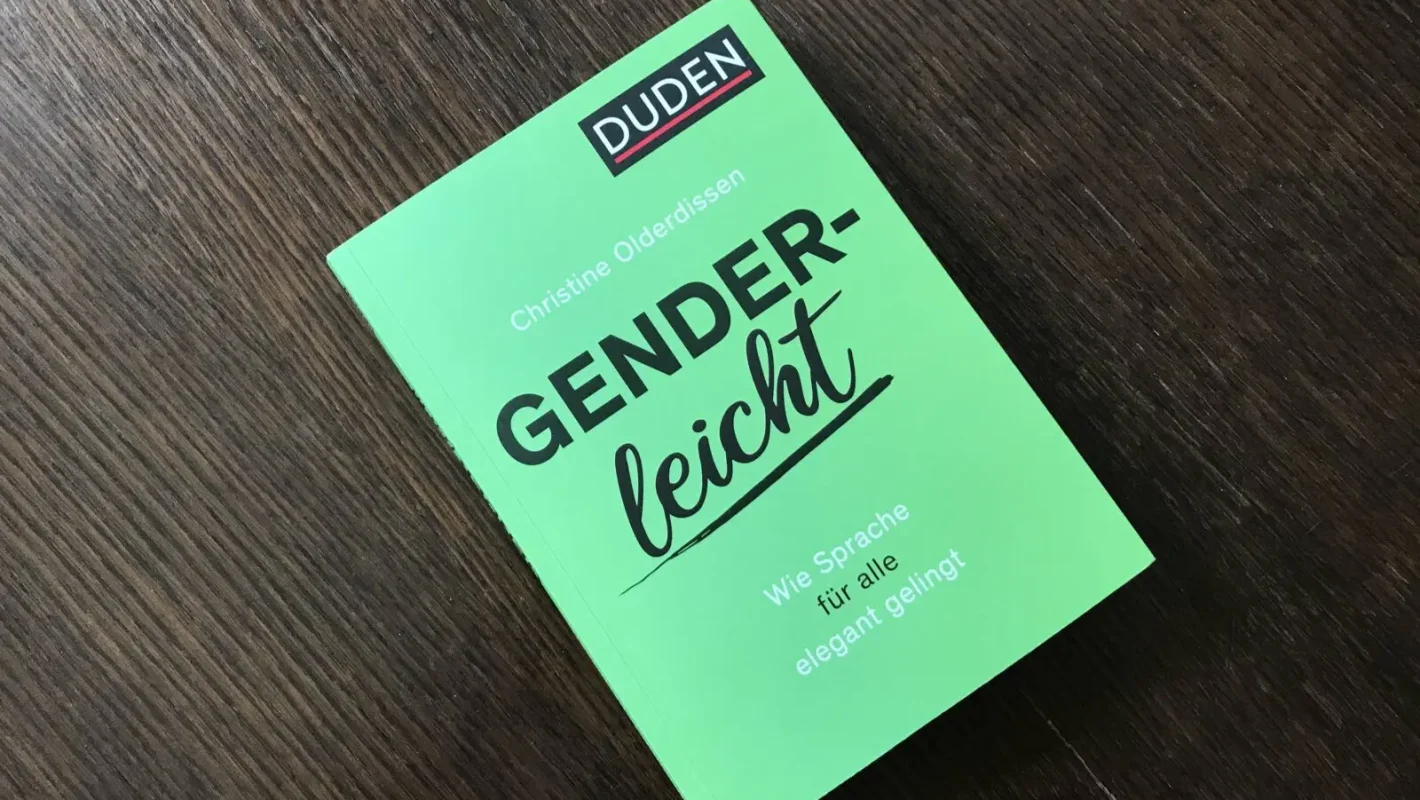 DUDEN
Christine Olderdissen
GENDER-
leicht
Wie Sprache
für alle
elegant gelingt